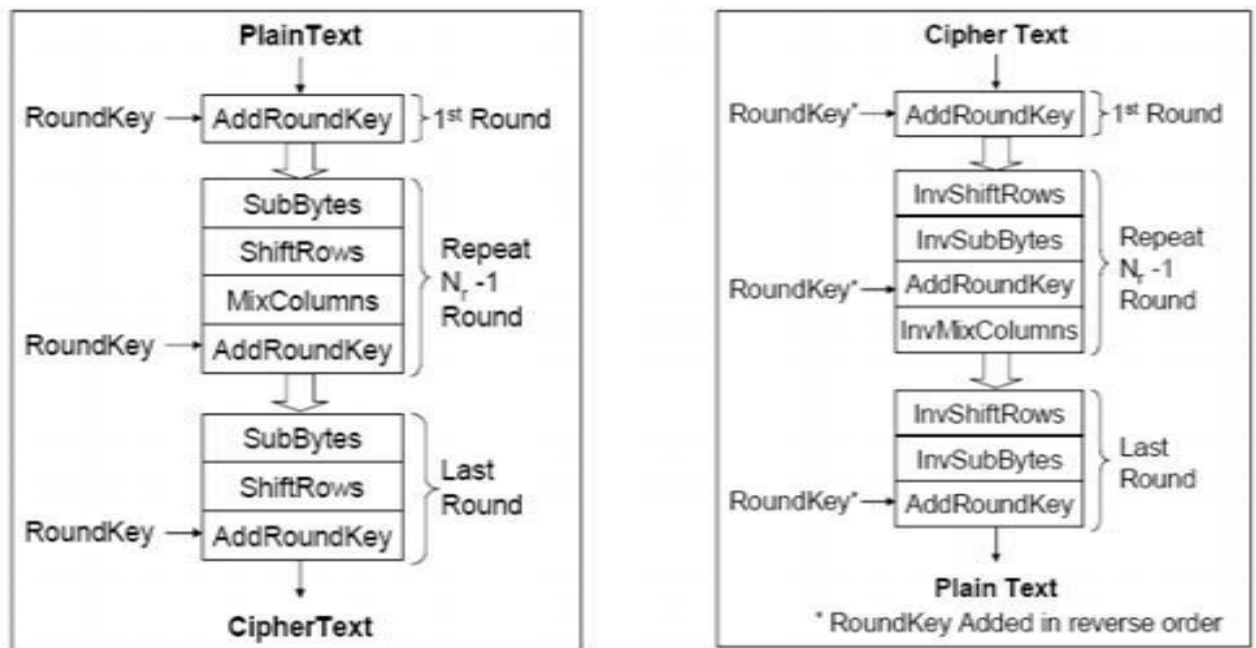 PlainText
RoundKey
AddRoundKey
1st Round
SubBytes
ShiftRows
MixColumns
RoundKey
AddRoundKey
Repeat
Nr -1
Round
SubBytes
ShiftRows
RoundKey
AddRoundKey
Last
Round
CipherText
Cipher Text
RoundKey*
AddRoundKey
1st Round
InvShiftRows
InvSubBytes
RoundKey*
AddRoundKey
InvMixColumns
Repeat
Nr -1
Round
InvShiftRows
InvSubBytes
RoundKey*
AddRoundKey
Last
Round
Plain Text
* RoundKey Added in reverse order